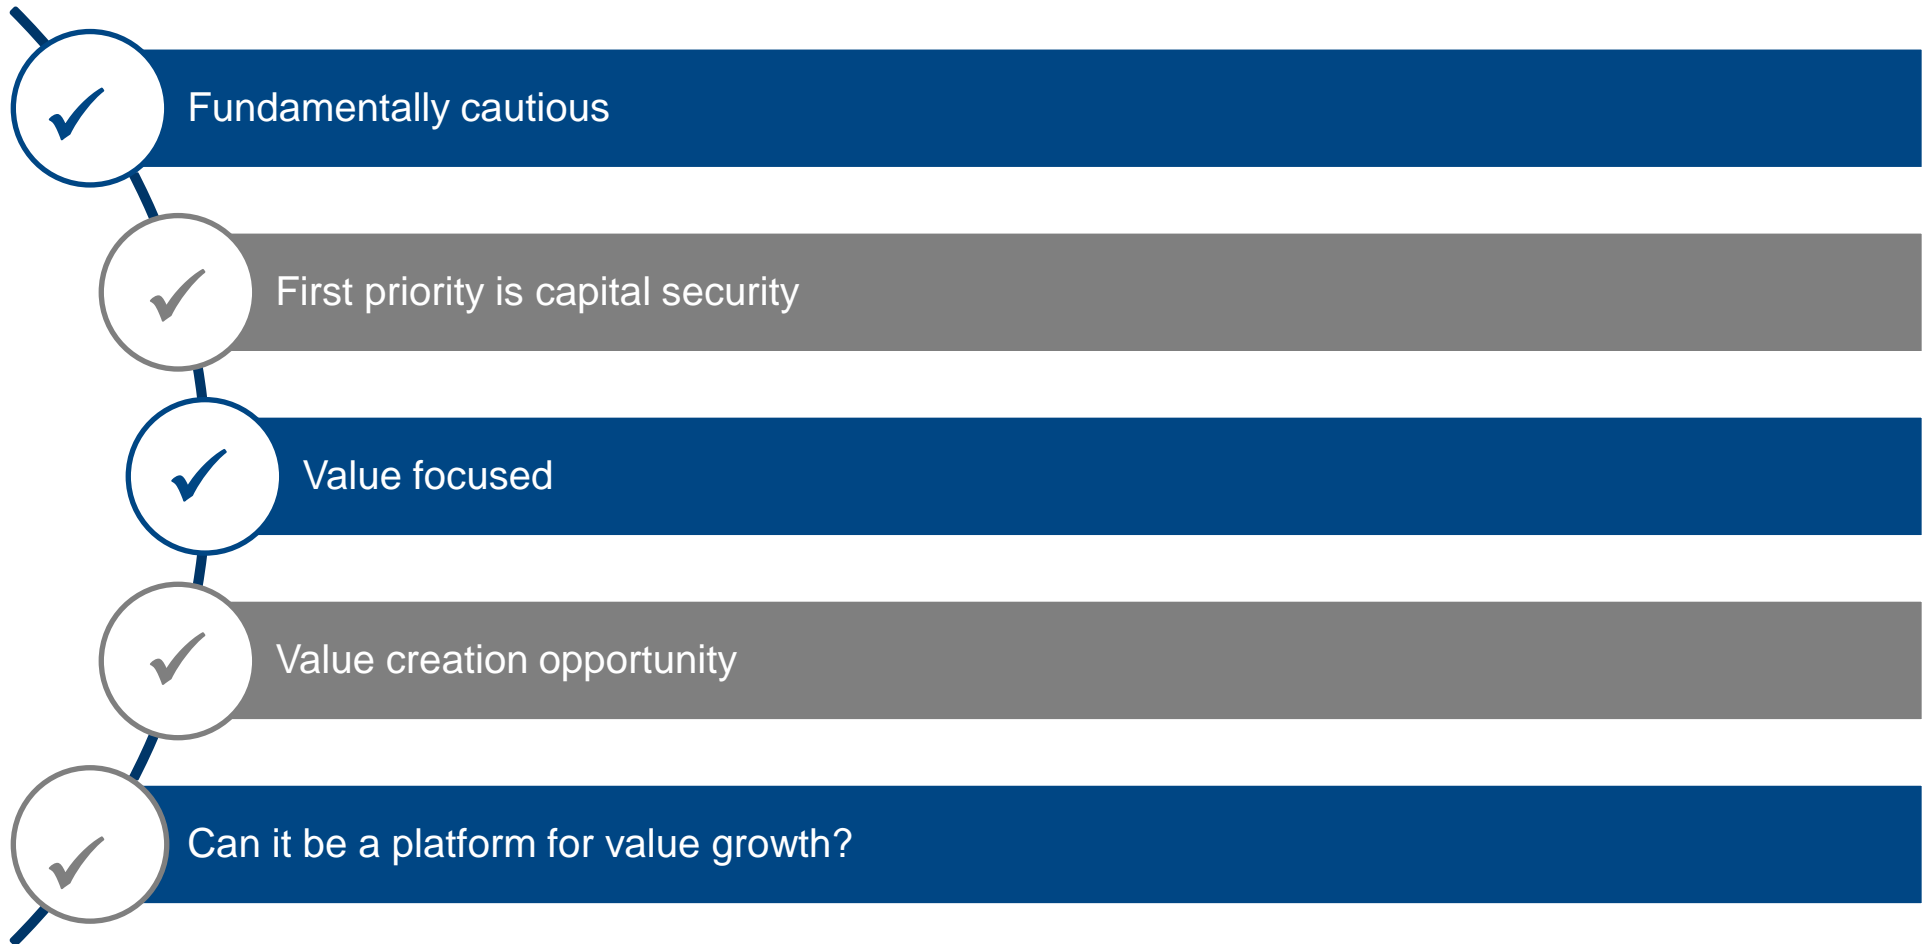 Fundamentally cautious
First priority is capital security
Value focused
Value creation opportunity
Can it be a platform for value growth?